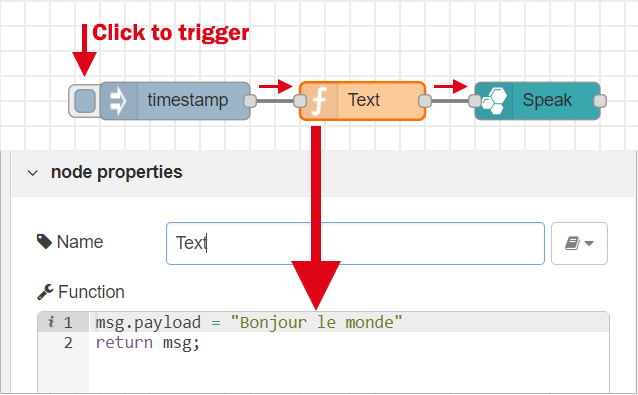 Click to trigger
timestamp
Text
Speak
node properties
Name
Text
Function
1 msg.payload = "Bonjour le monde"
2 return msg;